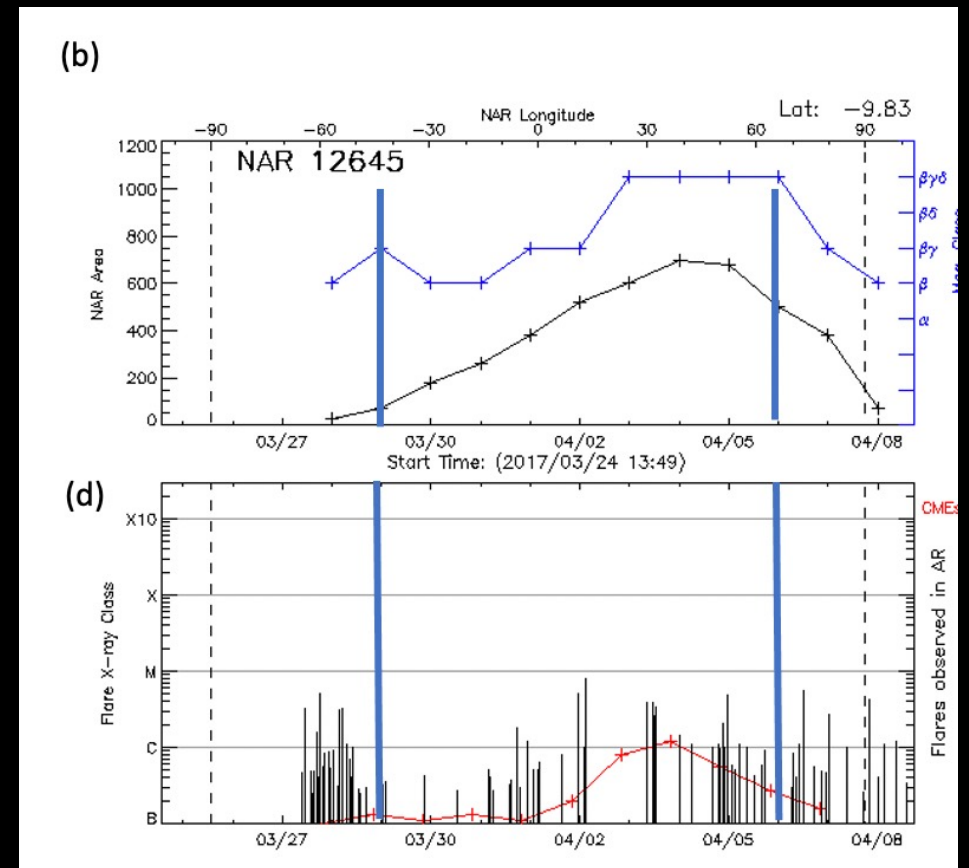 (b)
NAR Longitude
Lat: -9.83
-90 -60 -30 0 30 60 90
NAR 12645
1200
1000
800
600
400
200
0
NAR Area
βγδ
βδ
βγ
β
α
03/27 03/30 04/02 04/05 04/08
Start Time: (2017/03/24 13:49)
(d)
X10
X
M
C
B
Flare X-ray Class
CMEs
Flares observed in AR
03/27 03/30 04/02 04/05 04/08